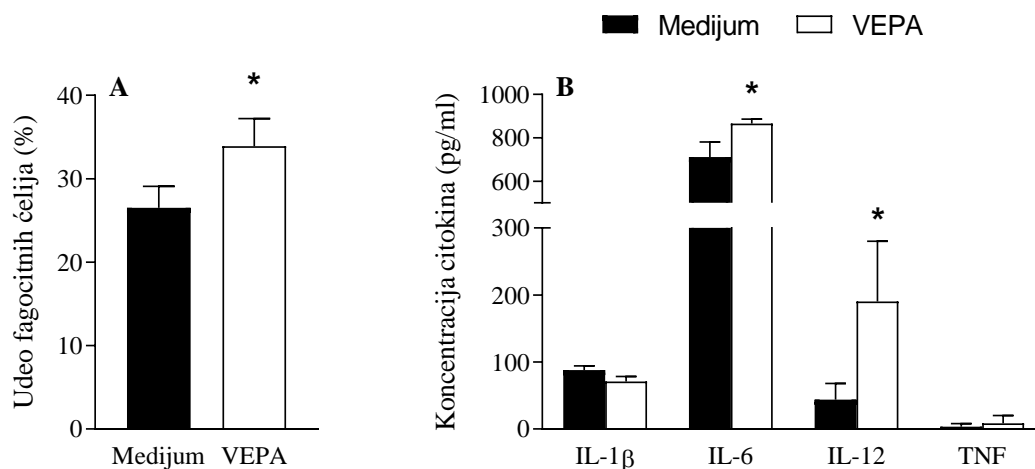 Medijum VEPA
A
*
Udeo fagocitnih ćelija (%)
40
30
20
10
0
Medijum VEPA
B
*
*
Koncentracija citokina (pg/ml)
1000
800
600
300
200
100
0
IL-1β IL-6 IL-12 TNF